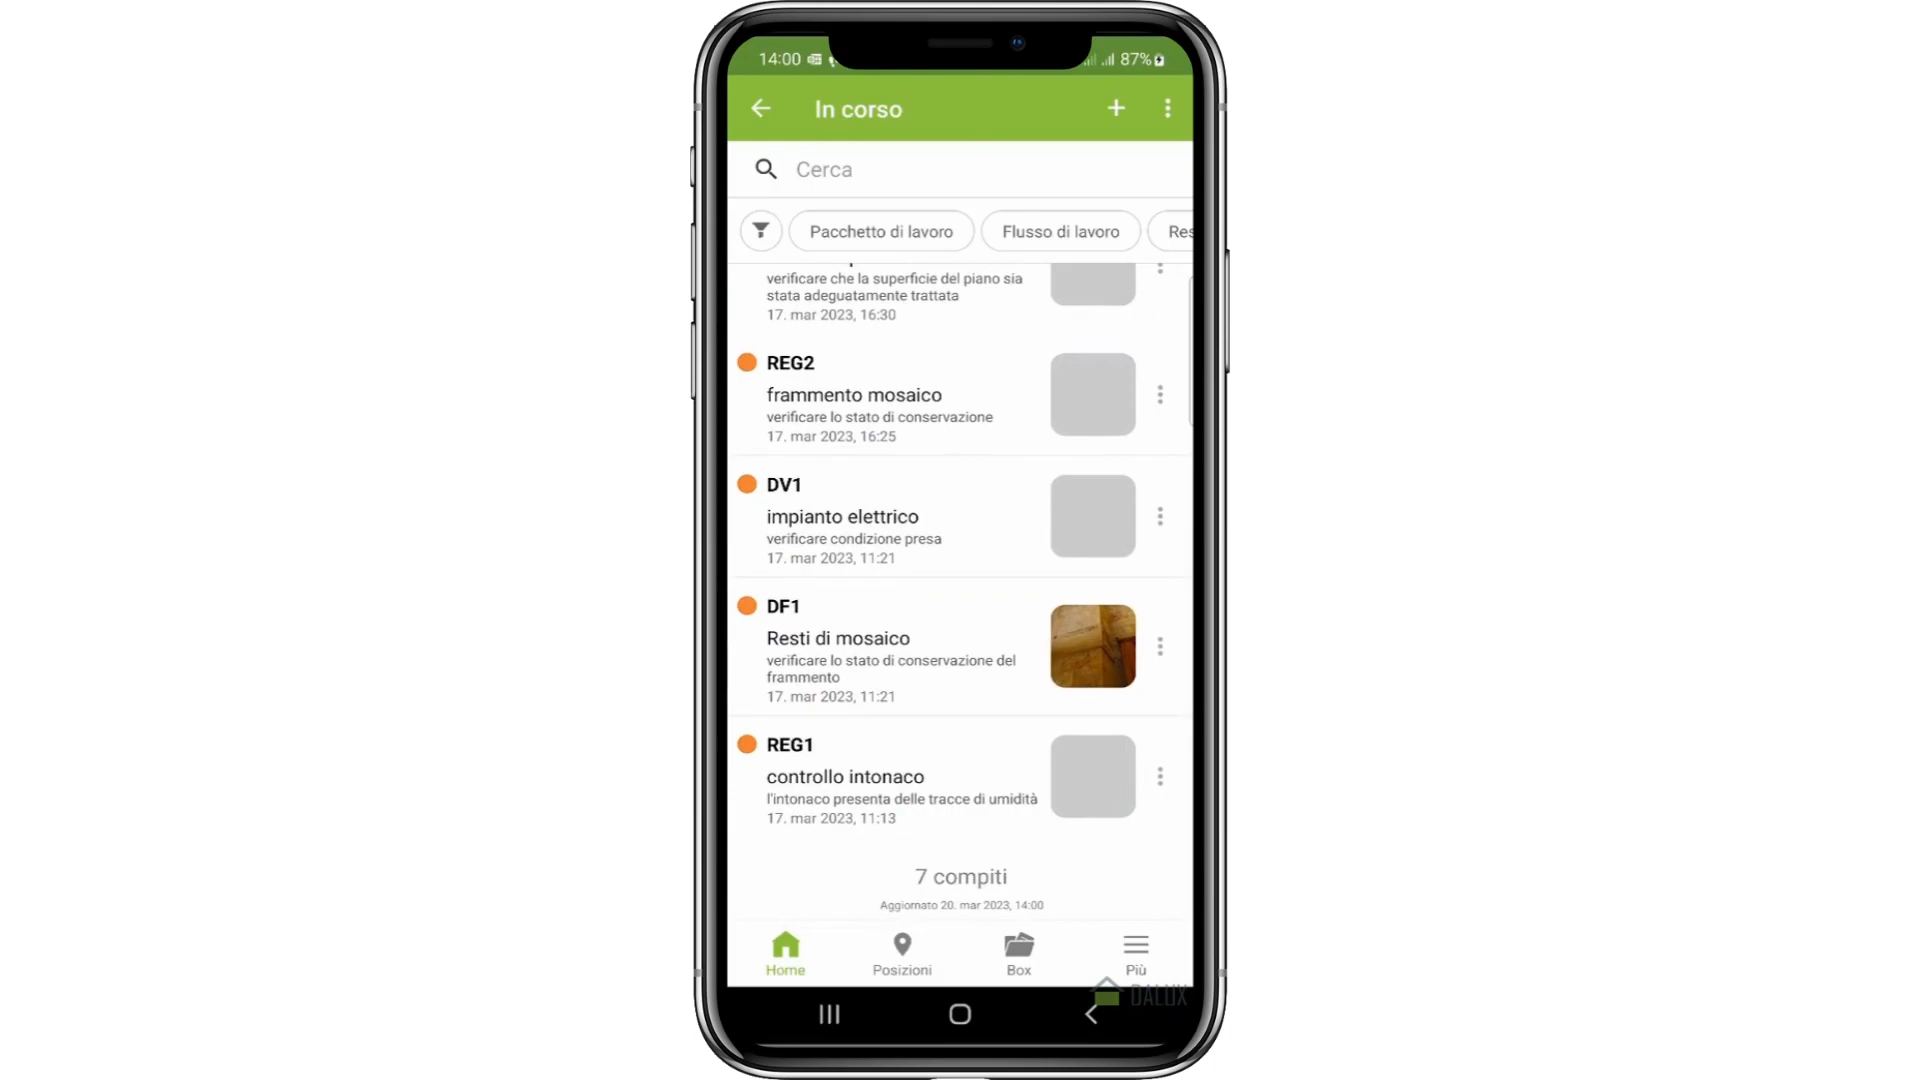 14:00
87%
In corso
Cerca
Pacchetto di lavoro
Flusso di lavoro
Res
verificare che la superficie del piano sia
stata adeguatamente trattata
17. mar 2023, 16:30
REG2
frammento mosaico
verificare lo stato di conservazione
17. mar 2023, 16:25
DV1
impianto elettrico
verificare condizione presa
17. mar 2023, 11:21
DF1
Resti di mosaico
verificare lo stato di conservazione del
frammento
17. mar 2023, 11:21
REG1
controllo intonaco
l'intonaco presenta delle tracce di umidità
17. mar 2023, 11:13
7 compiti
Aggiornato 20. mar 2023, 14:00
Home
Posizioni
Box
Più
DALUX